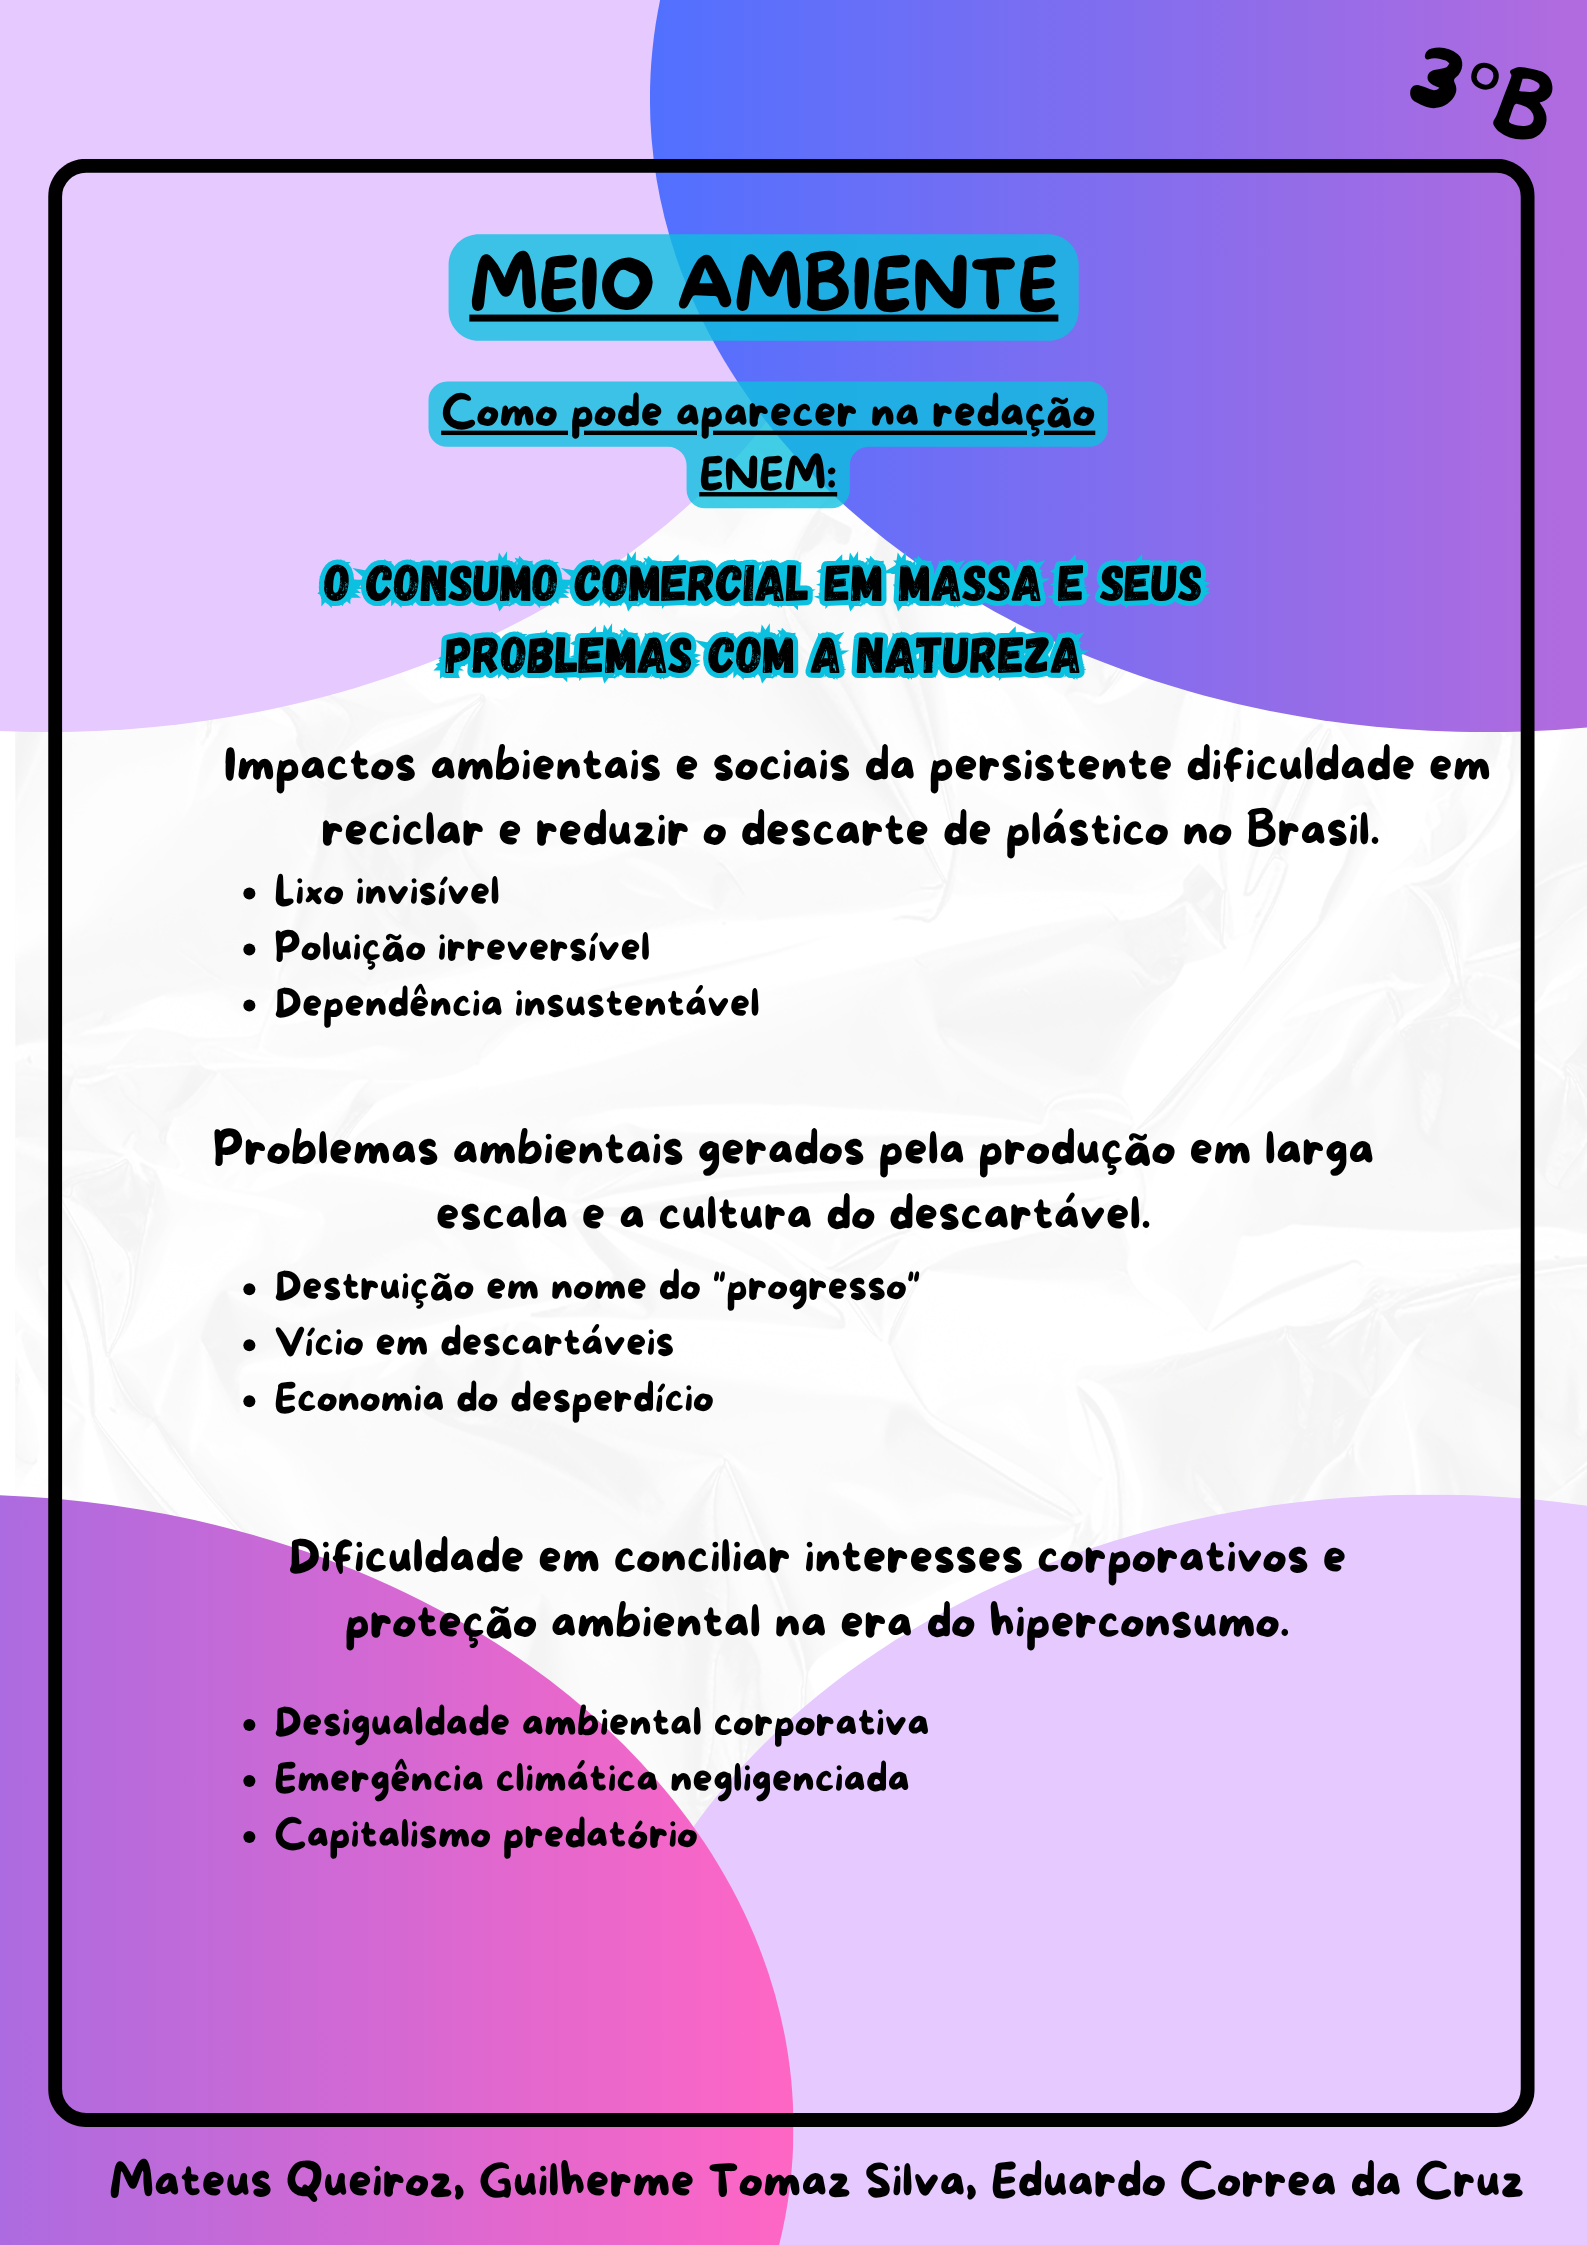 3ºB
MEIO AMBIENTE
Como pode aparecer na redação
ENEM:
O CONSUMO COMERCIAL EM MASSA E SEUS
PROBLEMAS COM A NATUREZA
Impactos ambientais e sociais da persistente dificuldade em
reciclar e reduzir o descarte de plástico no Brasil.
• Lixo invisível
• Poluição irreversível
• Dependência insustentável
Problemas ambientais gerados pela produção em larga
escala e a cultura do descartável.
• Destruição em nome do "progresso"
• Vício em descartáveis
• Economia do desperdício
Dificuldade em conciliar interesses corporativos e
proteção ambiental na era do hiperconsumo.
• Desigualdade ambiental corporativa
• Emergência climática negligenciada
• Capitalismo predatório
Mateus Queiroz, Guilherme Tomaz Silva, Eduardo Correa da Cruz